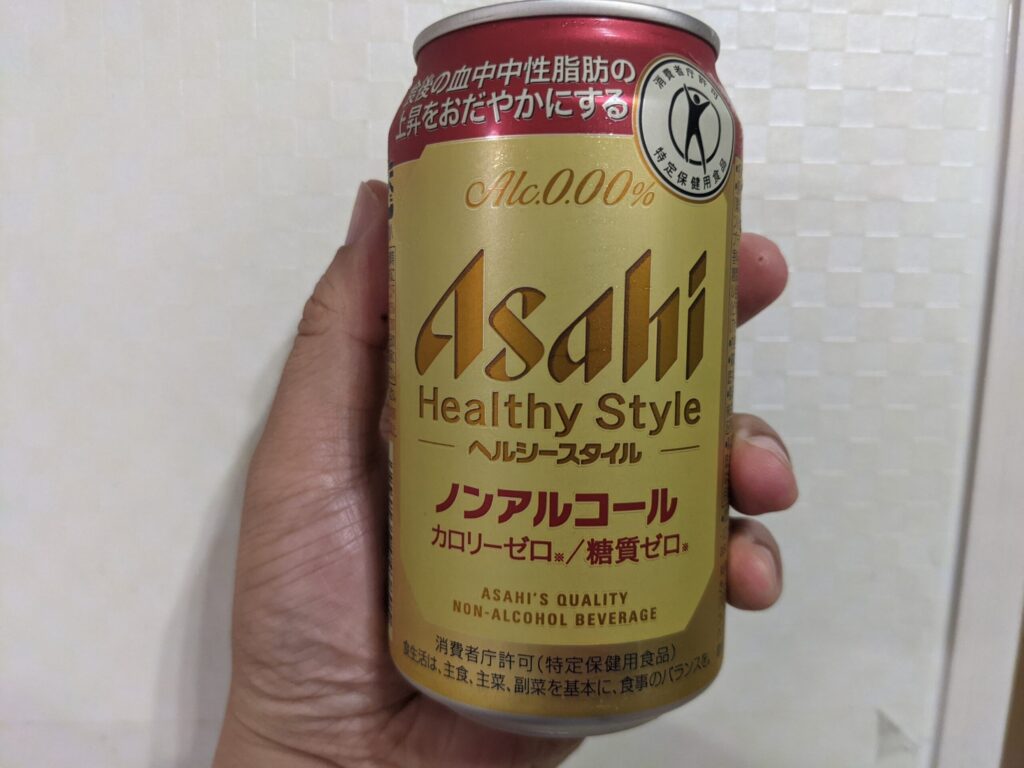 食後の血中中性脂肪の
上昇をおだやかにする
消費者庁許可
特定保健用食品
Alc.0.00%
Asahi
Healthy Style
ヘルシースタイル
ノンアルコール
カロリーゼロ※/糖質ゼロ※
ASAHI'S QUALITY
NON-ALCOHOL BEVERAGE
消費者庁許可(特定保健用食品)
食生活は、主食、主菜、副菜を基本に、食事のバランスを。